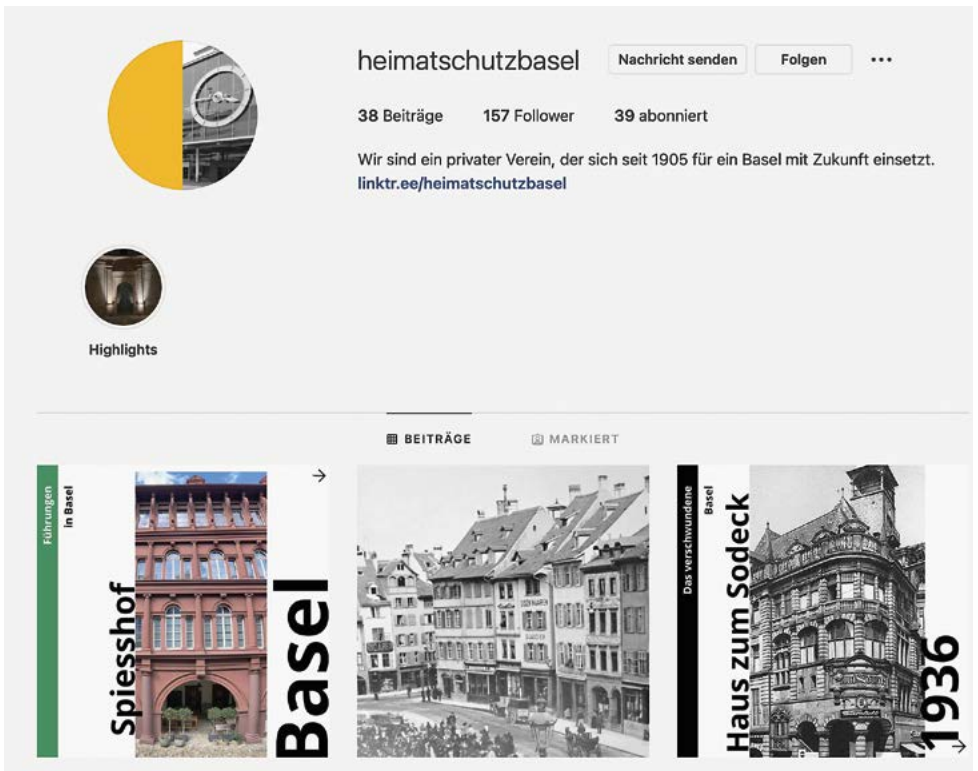 heimatschutzbasel
Nachricht senden
Folgen
38 Beiträge
157 Follower
39 abonniert
Wir sind ein privater Verein, der sich seit 1905 für ein Basel mit Zukunft einsetzt.
linktr.ee/heimatschutzbasel
Highlights
BEITRÄGE
MARKIERT
Führungen
in Basel
Spiesshof
Basel
Das verschwundene
Basel
Haus zum Sodeck
1936